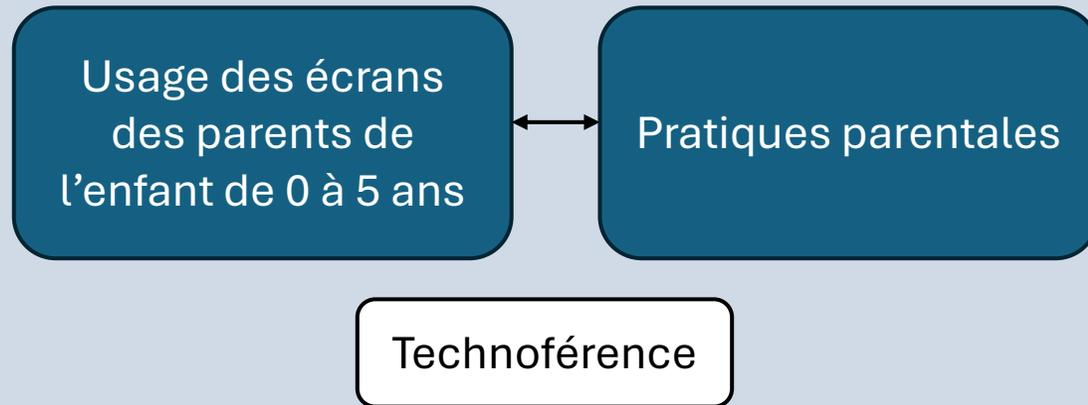 Usage des écrans
des parents de
l’enfant de 0 à 5 ans
Pratiques parentales
Technoférence